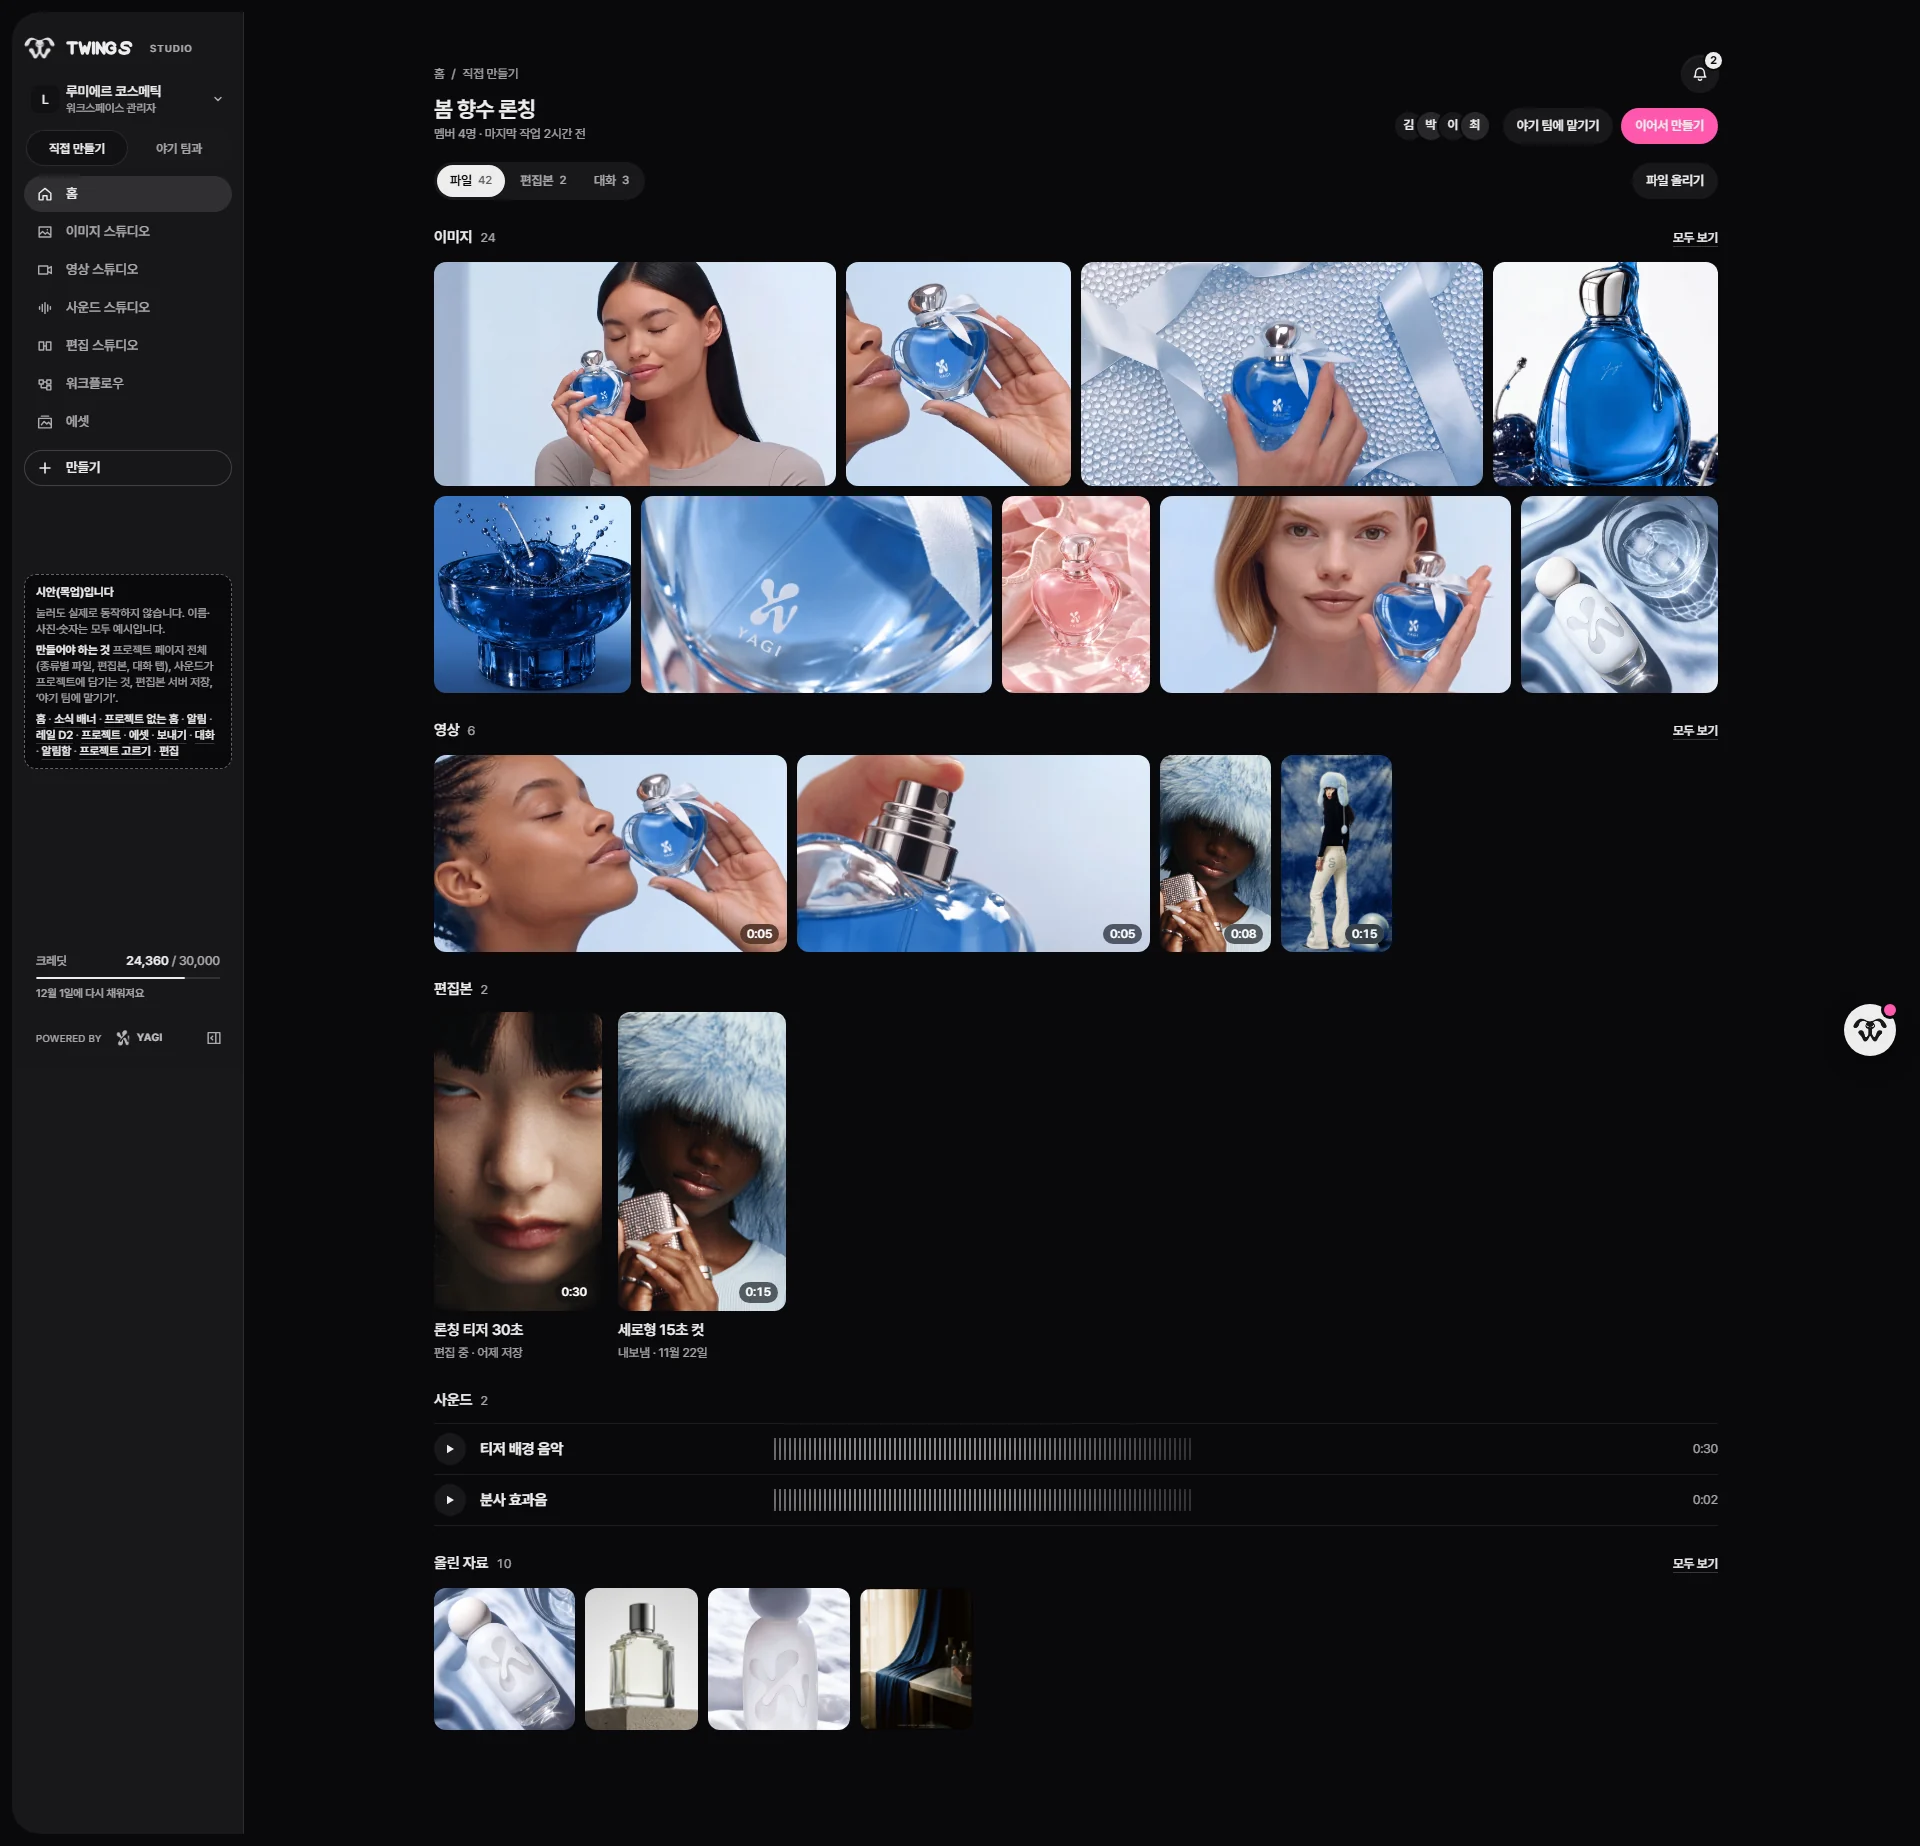 TWINGS STUDIO
루미에르 코스메틱
워크스페이스 관리자
직접 만들기 야기 팀과
홈
이미지 스튜디오
영상 스튜디오
사운드 스튜디오
편집 스튜디오
워크플로우
에셋
만들기
시안(목업)입니다
눌러도 실제로 동작하지 않습니다. 이름·
사진·숫자는 모두 예시입니다.
만들어야 하는 것 프로젝트 페이지 전체
(종류별 파일, 편집본, 대화 탭), 사운드가
프로젝트에 담기는 것, 편집본 서버 저장,
‘야기 팀에 맡기기’.
홈 · 소식 배너 · 프로젝트 없는 홈 · 알림 ·
레일 D2 · 프로젝트 · 에셋 · 보내기 · 대화
· 알림함 · 프로젝트 고르기 · 편집
크레딧 24,360 / 30,000
12월 1일에 다시 채워져요
POWERED BY YAGI
홈 / 직접 만들기
2
봄 향수 론칭
멤버 4명 · 마지막 작업 2시간 전
김 박 이 최 야기 팀에 맡기기 이어서 만들기
파일 42 편집본 2 대화 3 파일 올리기
이미지 24 모두 보기
YAGI
영상 6 모두 보기
0:05 0:05 0:08 0:15
편집본 2
0:30 0:15
론칭 티저 30초 세로형 15초 컷
편집 중 · 어제 저장 내보냄 · 11월 22일
사운드 2
티저 배경 음악 0:30
분사 효과음 0:02
올린 자료 10 모두 보기